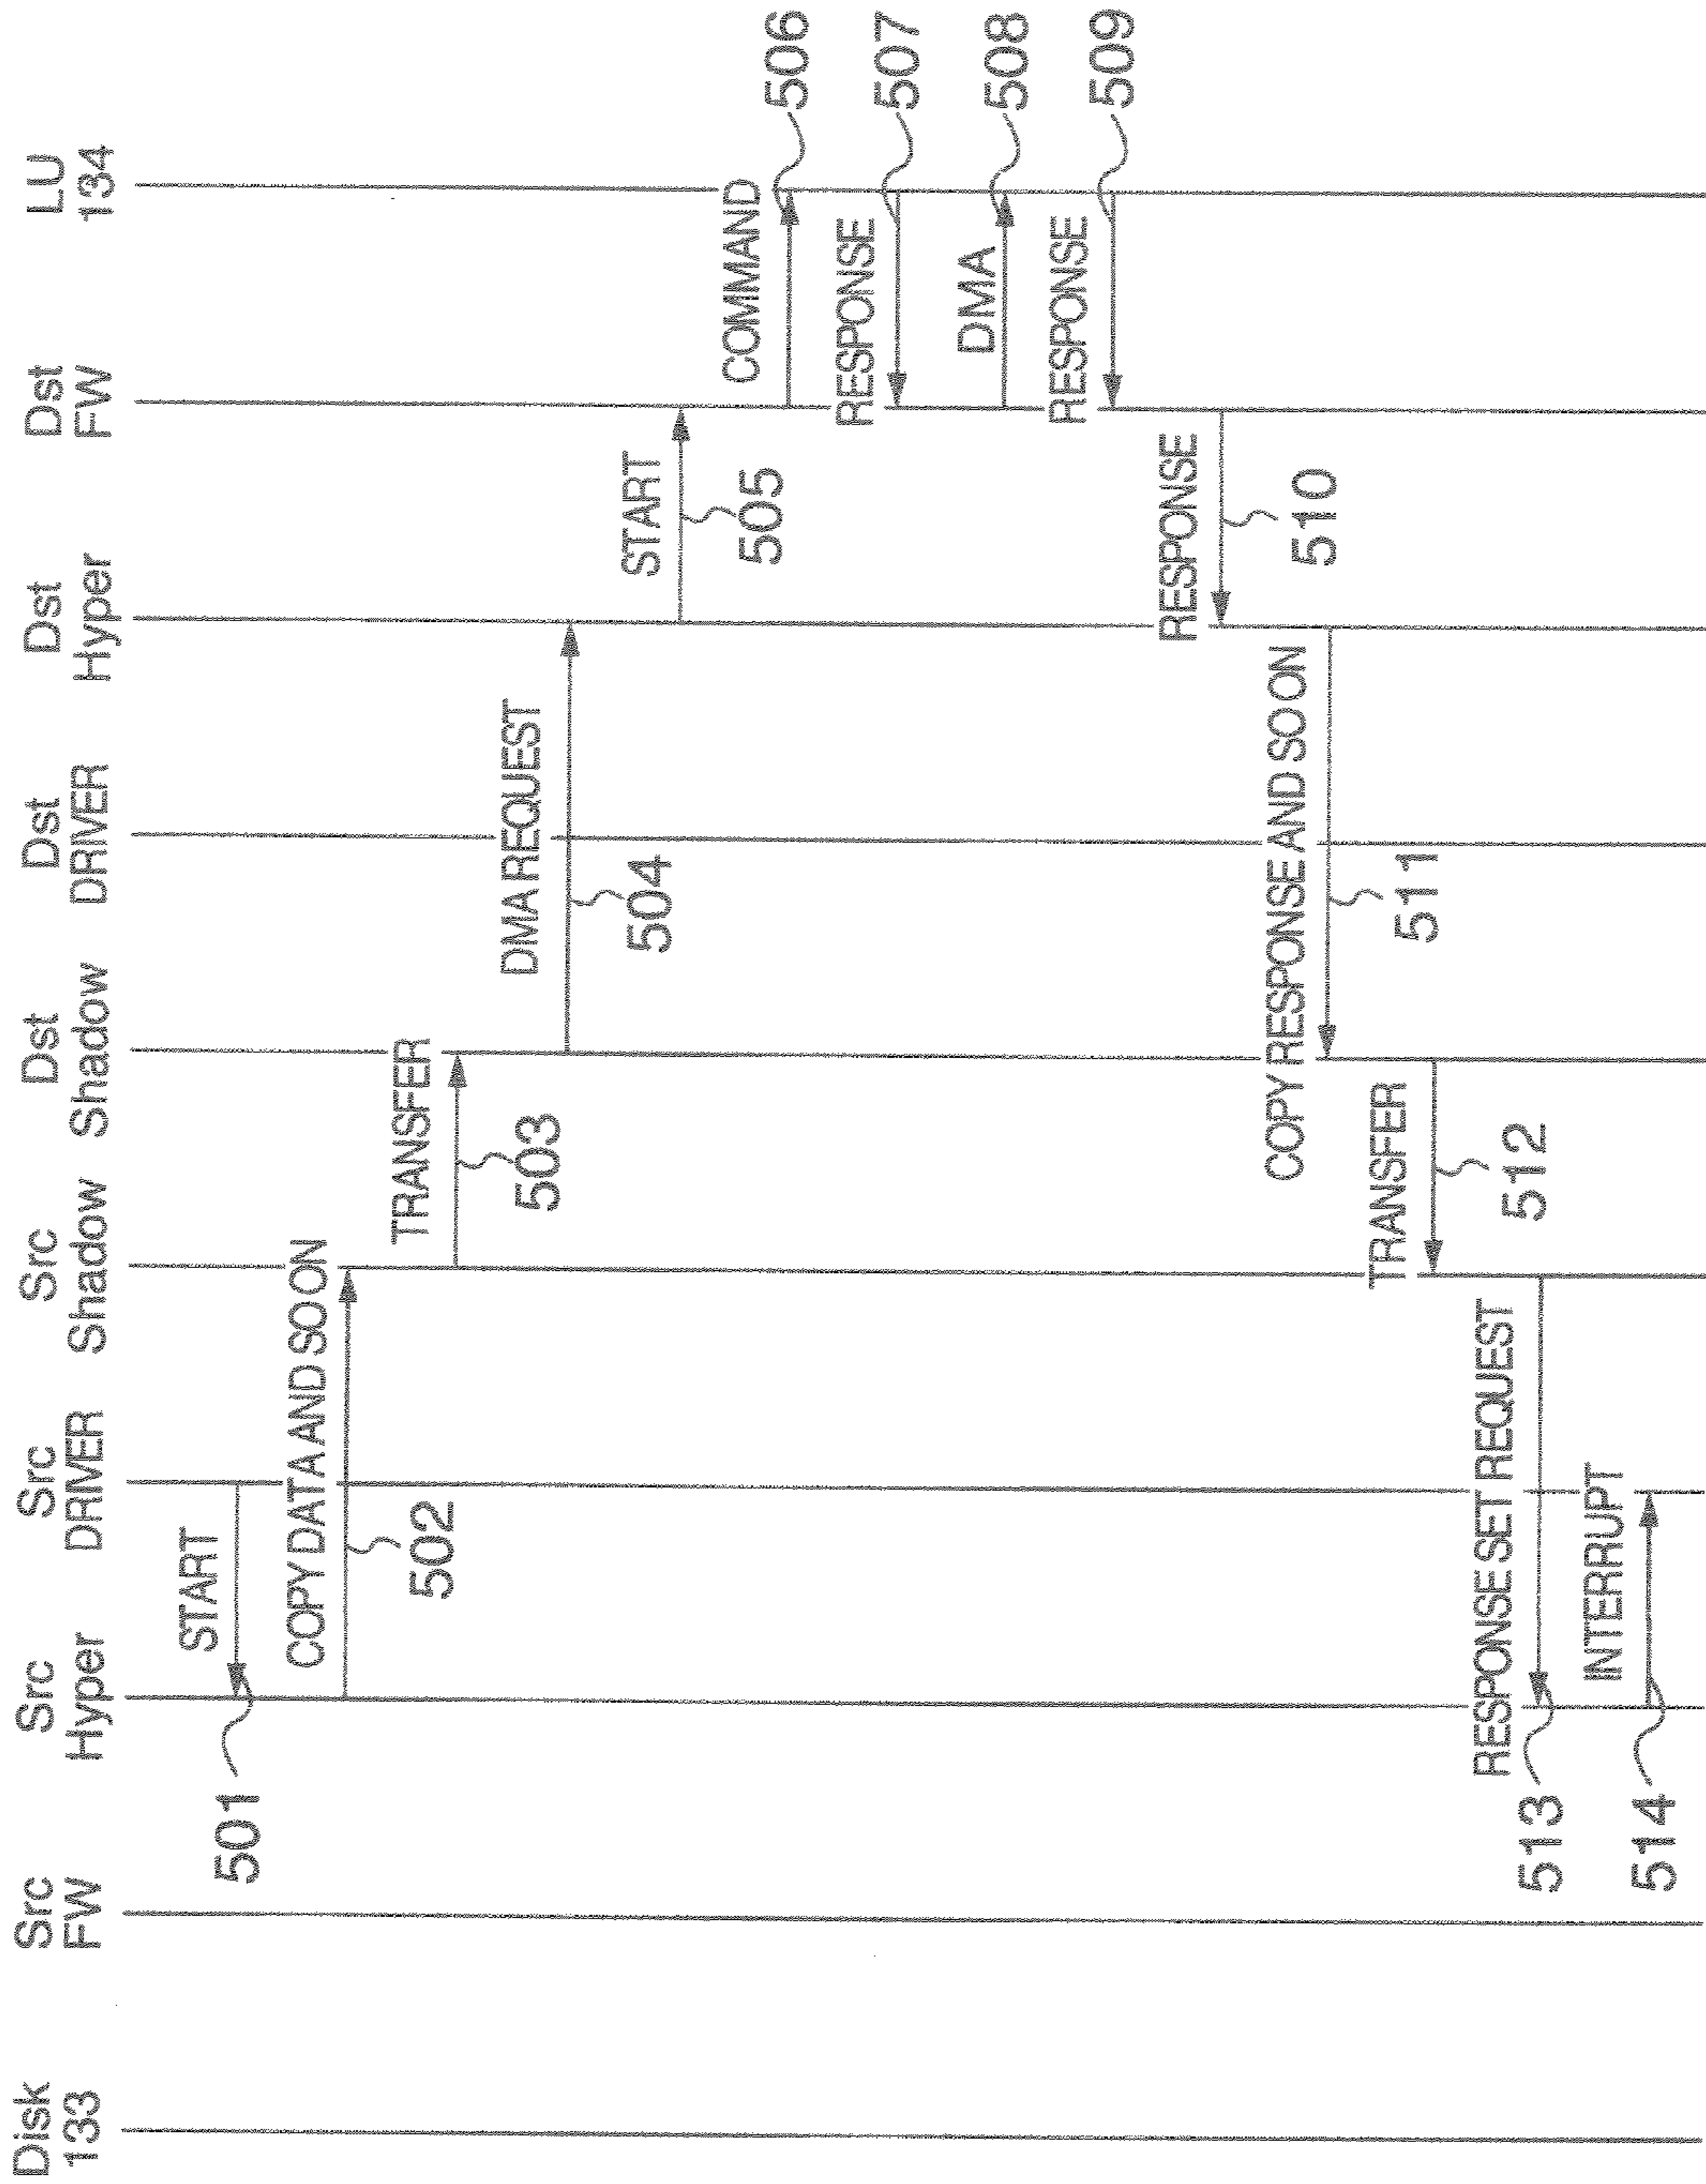 Disk
133
Src
FW
Src
Hyper
Src
DRIVER
Src
Shadow
Dst
Shadow
Dst
DRIVER
Dst
Hyper
Dst
FW
LU
134
START
501
COPY DATA AND SO ON
502
TRANSFER
503
DMA REQUEST
504
START
505
COMMAND
506
RESPONSE
507
DMA
508
RESPONSE
509
RESPONSE
510
COPY RESPONSE AND SO ON
511
TRANSFER
512
RESPONSE SET REQUEST
513
INTERRUPT
514